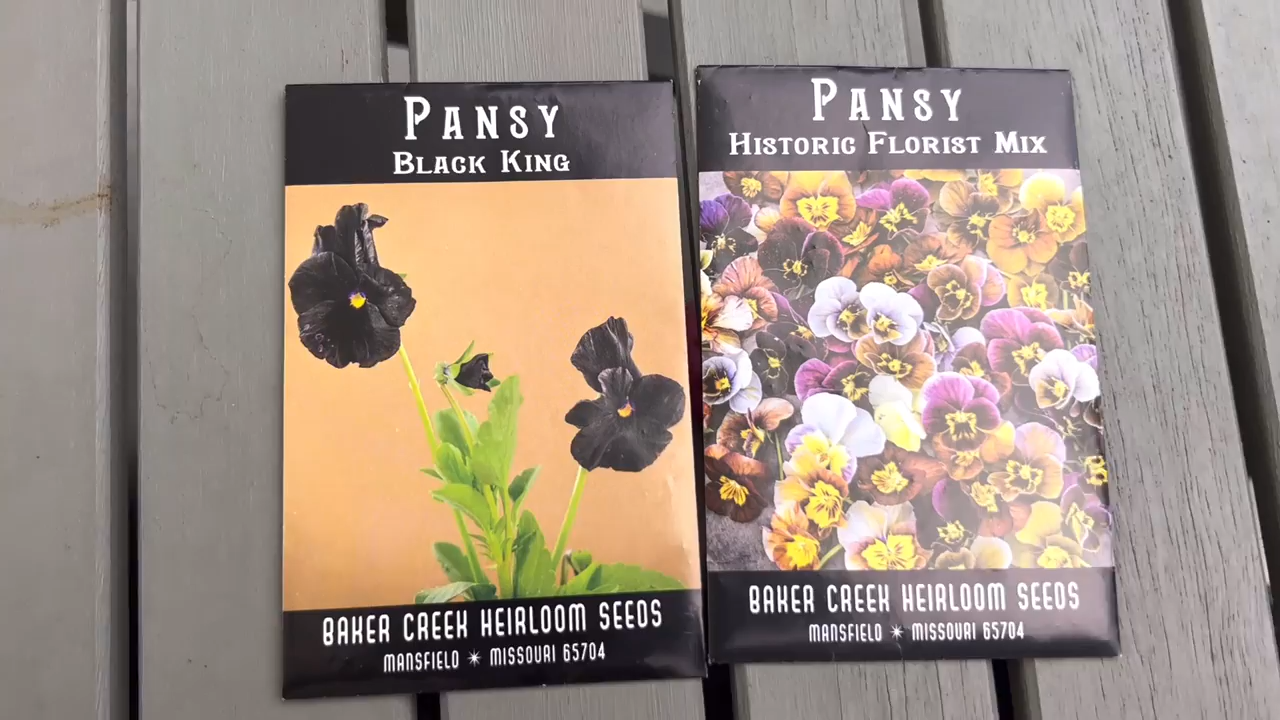 PANSY
BLACK KING
BAKER CREEK HEIRLOOM SEEDS
MANSFIELD ✴ MISSOURI 65704
PANSY
HISTORIC FLORIST MIX
BAKER CREEK HEIRLOOM SEEDS
MANSFIELD ✴ MISSOURI 65704